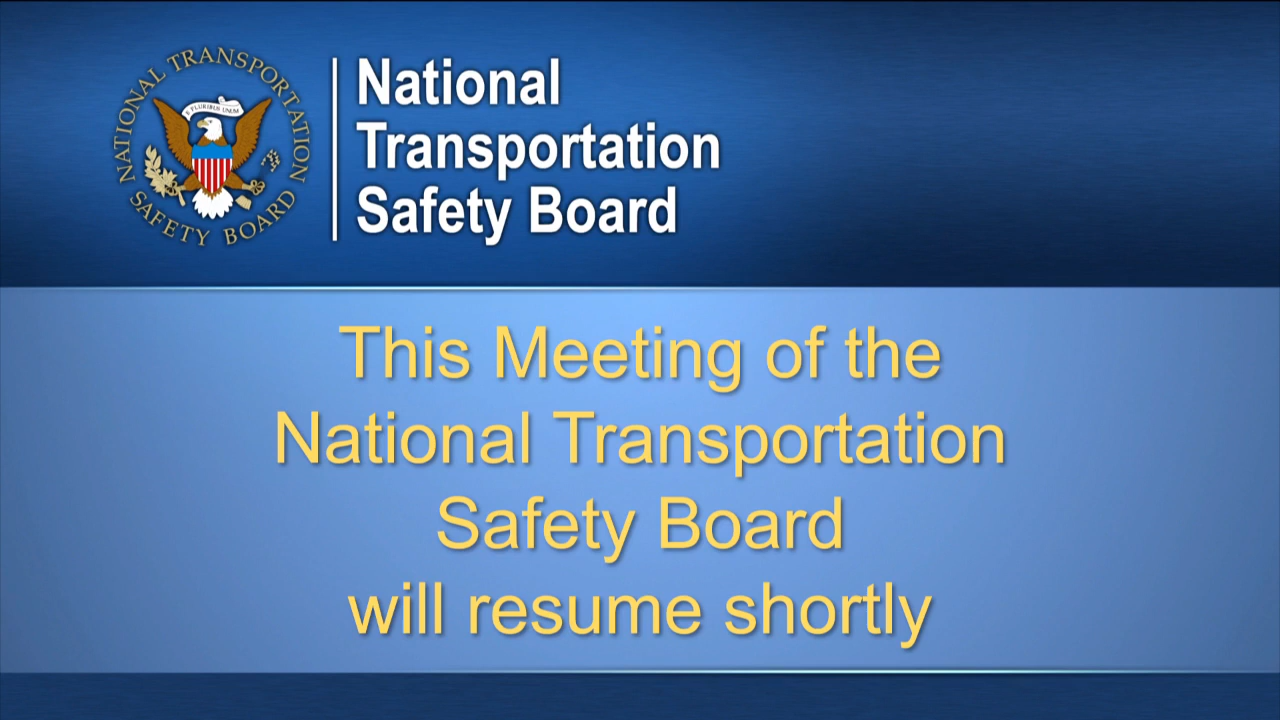 NATIONAL TRANSPORTATION
SAFETY BOARD
E PLURIBUS UNUM
National
Transportation
Safety Board
This Meeting of the
National Transportation
Safety Board
will resume shortly